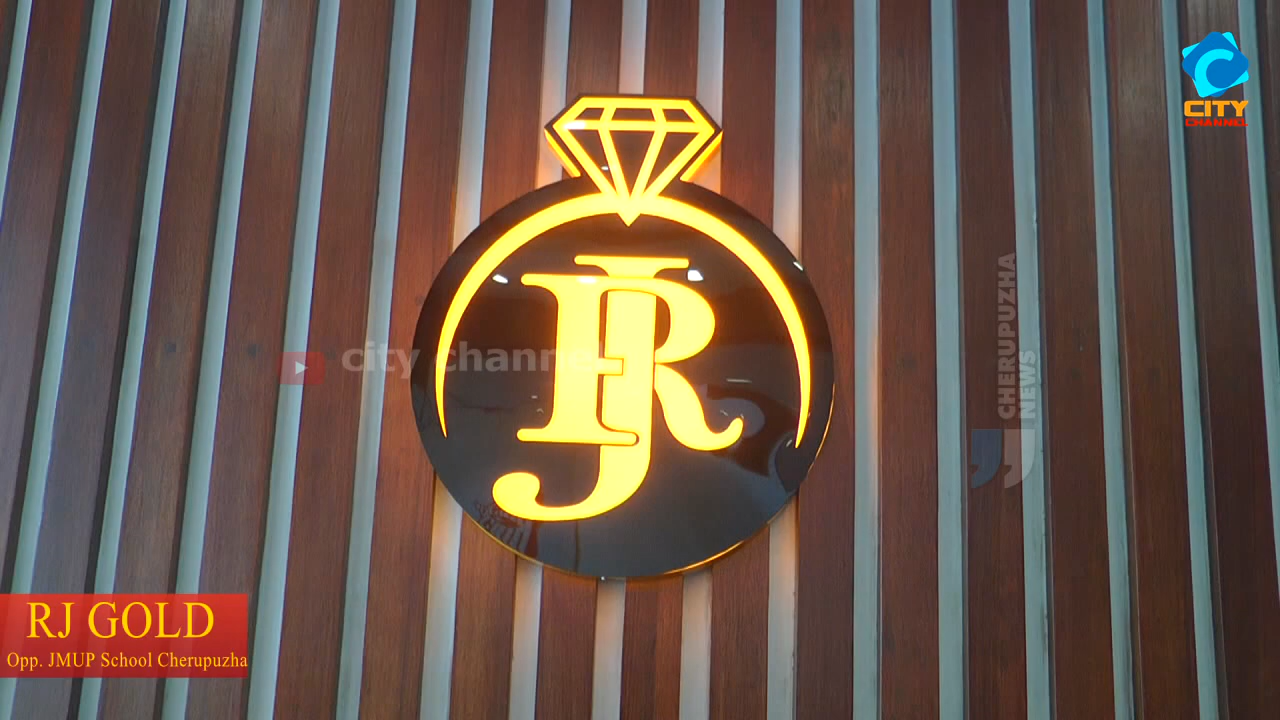 CITY
CHANNEL
RJ
city channel
CHERUPUZHA
NEWS
RJ GOLD
Opp. JMUP School Cherupuzha